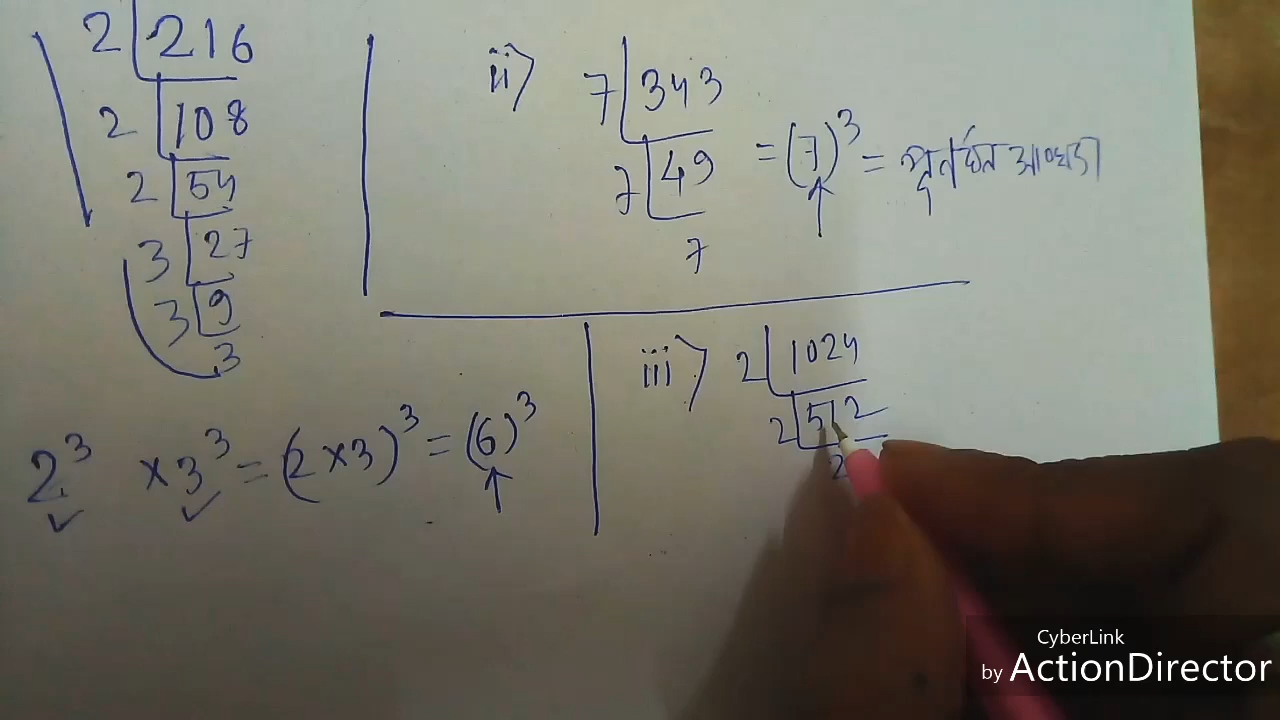 2 216
2 108
2 54
3 27
3 9
3
2³ × 3³ = (2 × 3)³ = (6)³
ii) 7 343
7 49 = (7)³ = পূর্ণঘন সংখ্যা
7
iii) 2 1024
2 512
2
CyberLink
by ActionDirector